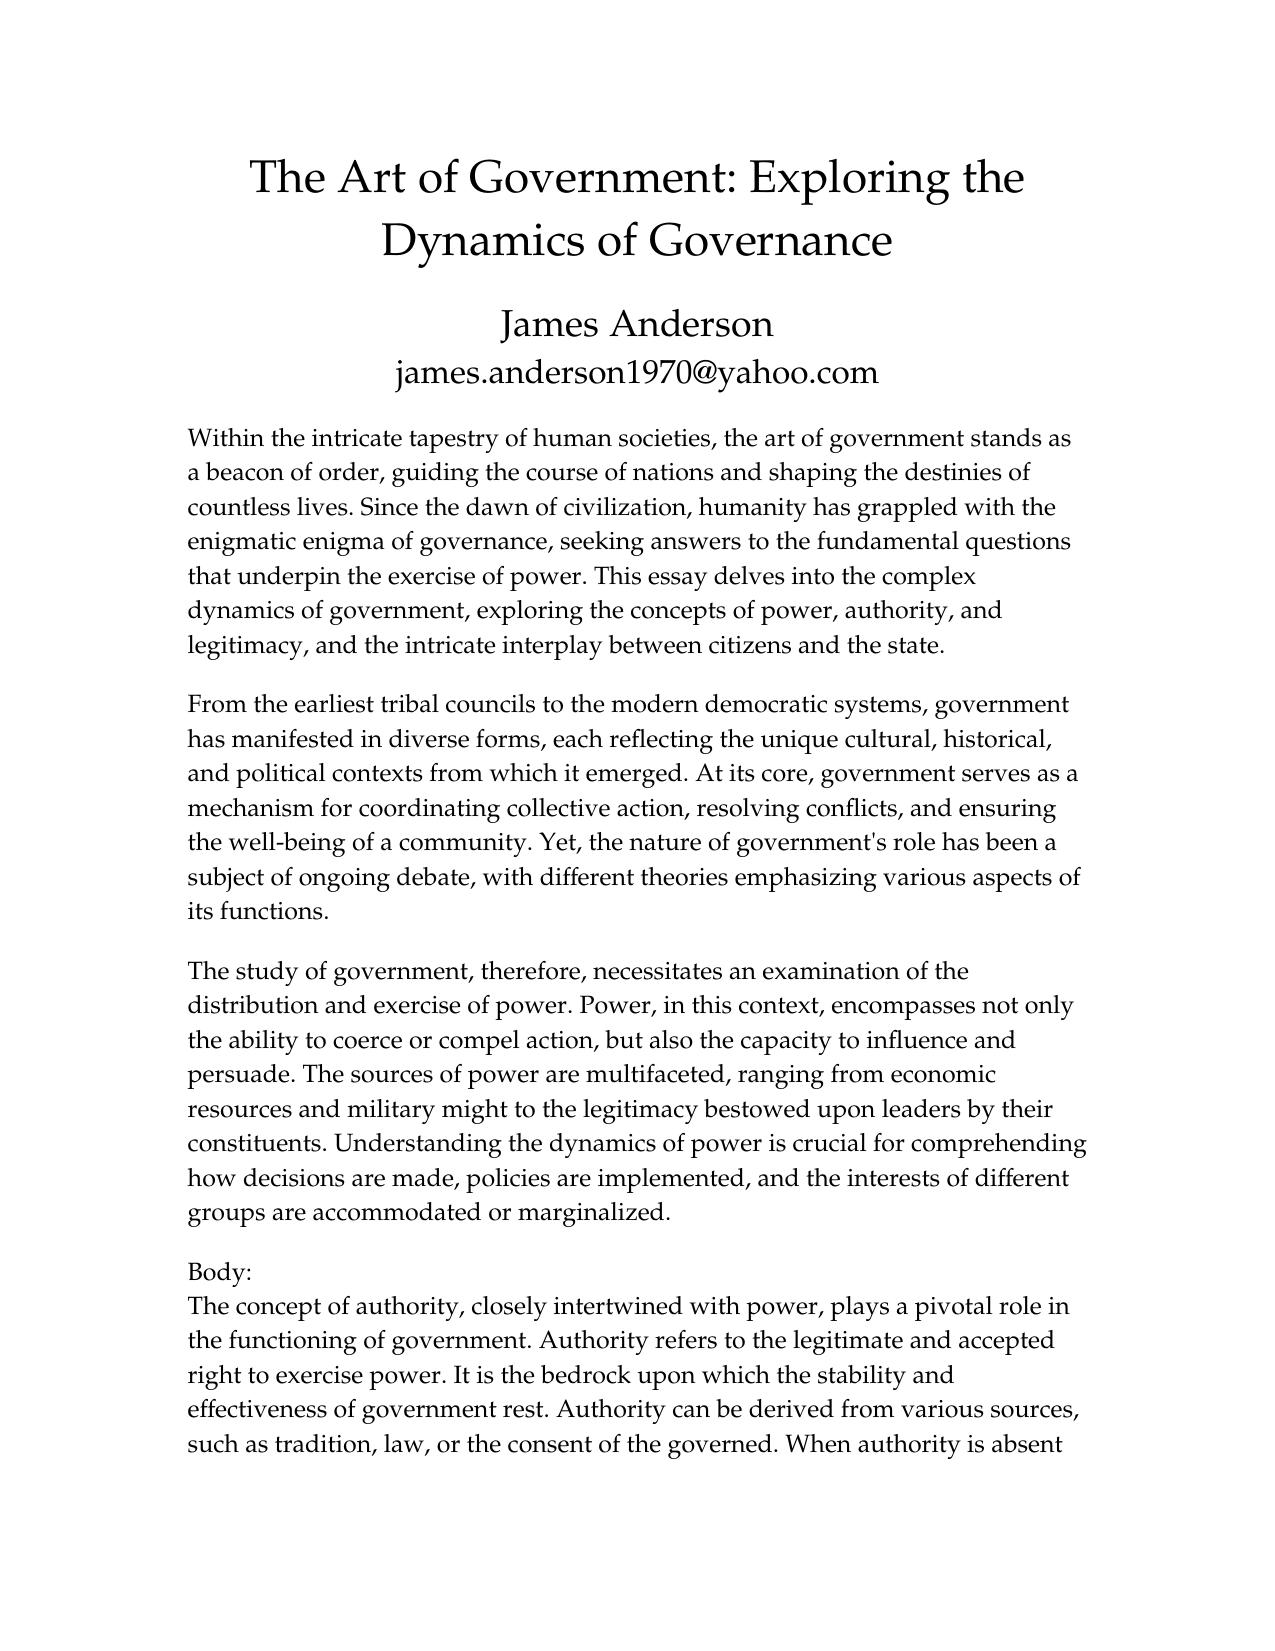 The Art of Government: Exploring the
Dynamics of Governance
James Anderson
james.anderson1970@yahoo.com
Within the intricate tapestry of human societies, the art of government stands as
a beacon of order, guiding the course of nations and shaping the destinies of
countless lives. Since the dawn of civilization, humanity has grappled with the
enigmatic enigma of governance, seeking answers to the fundamental questions
that underpin the exercise of power. This essay delves into the complex
dynamics of government, exploring the concepts of power, authority, and
legitimacy, and the intricate interplay between citizens and the state.
From the earliest tribal councils to the modern democratic systems, government
has manifested in diverse forms, each reflecting the unique cultural, historical,
and political contexts from which it emerged. At its core, government serves as a
mechanism for coordinating collective action, resolving conflicts, and ensuring
the well-being of a community. Yet, the nature of government's role has been a
subject of ongoing debate, with different theories emphasizing various aspects of
its functions.
The study of government, therefore, necessitates an examination of the
distribution and exercise of power. Power, in this context, encompasses not only
the ability to coerce or compel action, but also the capacity to influence and
persuade. The sources of power are multifaceted, ranging from economic
resources and military might to the legitimacy bestowed upon leaders by their
constituents. Understanding the dynamics of power is crucial for comprehending
how decisions are made, policies are implemented, and the interests of different
groups are accommodated or marginalized.
Body:
The concept of authority, closely intertwined with power, plays a pivotal role in
the functioning of government. Authority refers to the legitimate and accepted
right to exercise power. It is the bedrock upon which the stability and
effectiveness of government rest. Authority can be derived from various sources,
such as tradition, law, or the consent of the governed. When authority is absent